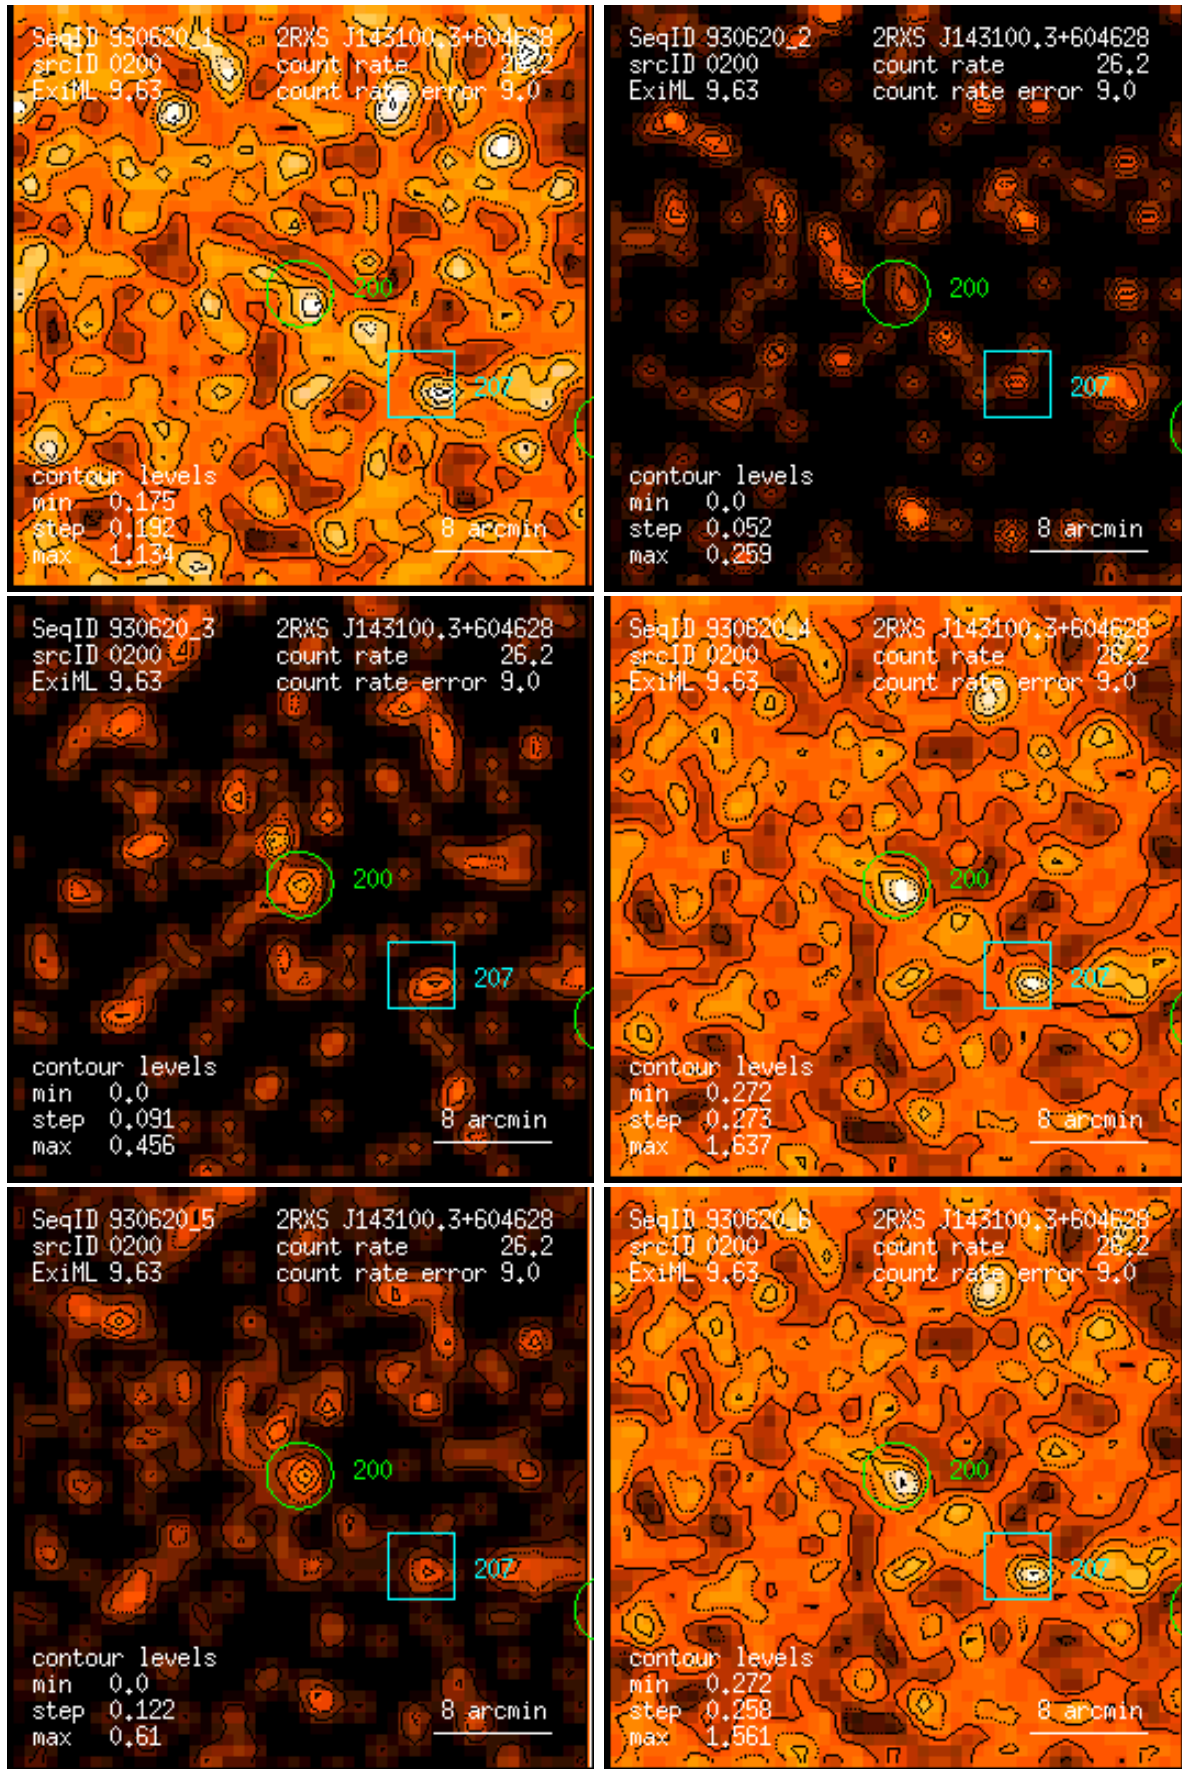 SeqID 930620_1 2RXS J143100.3+604628
srcID 0200 count rate 26.2
ExiML 9.63 count rate error 9.0
200
207
contour levels
min 0.175
step 0.192
max 1.134
8 arcmin
SeqID 930620_2 2RXS J143100.3+604628
srcID 0200 count rate 26.2
ExiML 9.63 count rate error 9.0
200
207
contour levels
min 0.0
step 0.052
max 0.259
8 arcmin
SeqID 930620_3 2RXS J143100.3+604628
srcID 0200 count rate 26.2
ExiML 9.63 count rate error 9.0
200
207
contour levels
min 0.0
step 0.091
max 0.456
8 arcmin
SeqID 930620_4 2RXS J143100.3+604628
srcID 0200 count rate 26.2
ExiML 9.63 count rate error 9.0
200
207
contour levels
min 0.272
step 0.273
max 1.637
8 arcmin
SeqID 930620_5 2RXS J143100.3+604628
srcID 0200 count rate 26.2
ExiML 9.63 count rate error 9.0
200
207
contour levels
min 0.0
step 0.122
max 0.61
8 arcmin
SeqID 930620_6 2RXS J143100.3+604628
srcID 0200 count rate 26.2
ExiML 9.63 count rate error 9.0
200
207
contour levels
min 0.272
step 0.258
max 1.561
8 arcmin